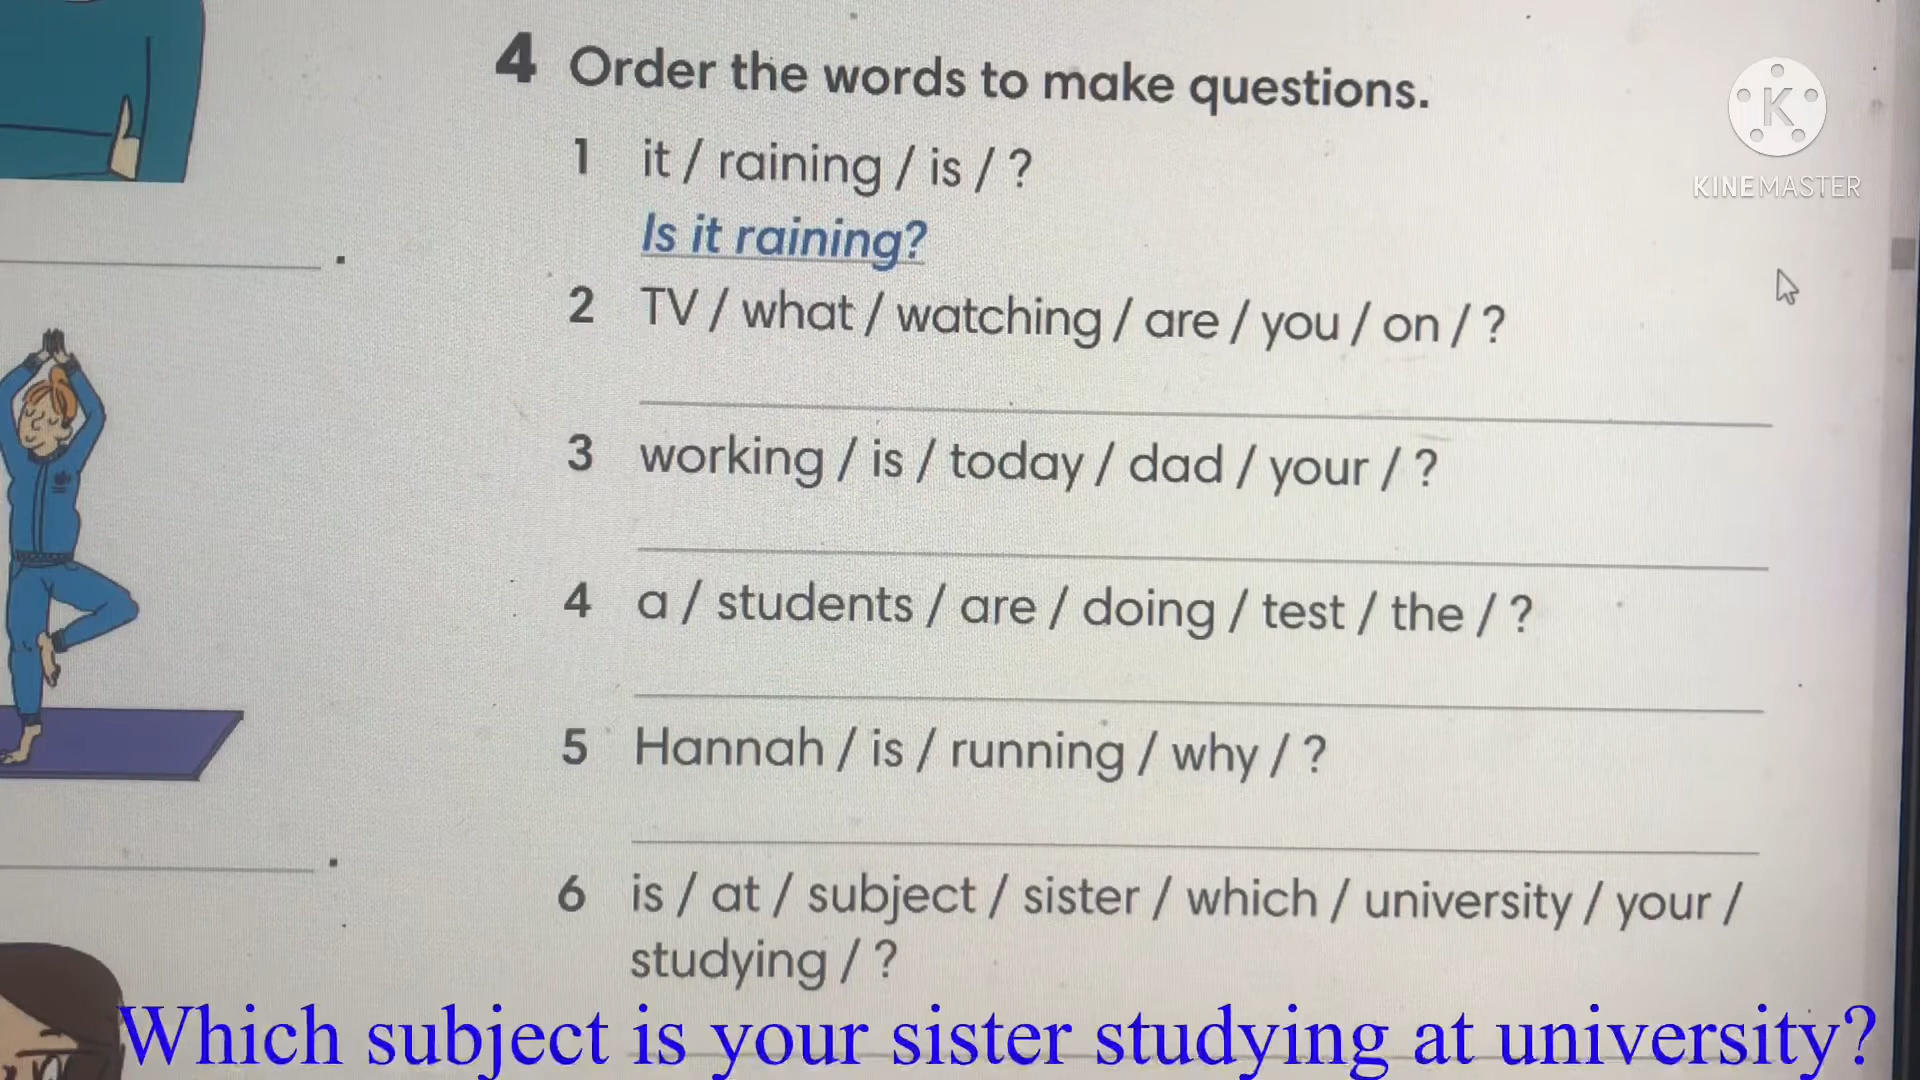 4 Order the words to make questions.
1 it / raining / is / ?
Is it raining?
2 TV / what / watching / are / you / on / ?
3 working / is / today / dad / your / ?
4 a / students / are / doing / test / the / ?
5 Hannah / is / running / why / ?
6 is / at / subject / sister / which / university / your /
studying / ?
Which subject is your sister studying at university?
KINEMASTER